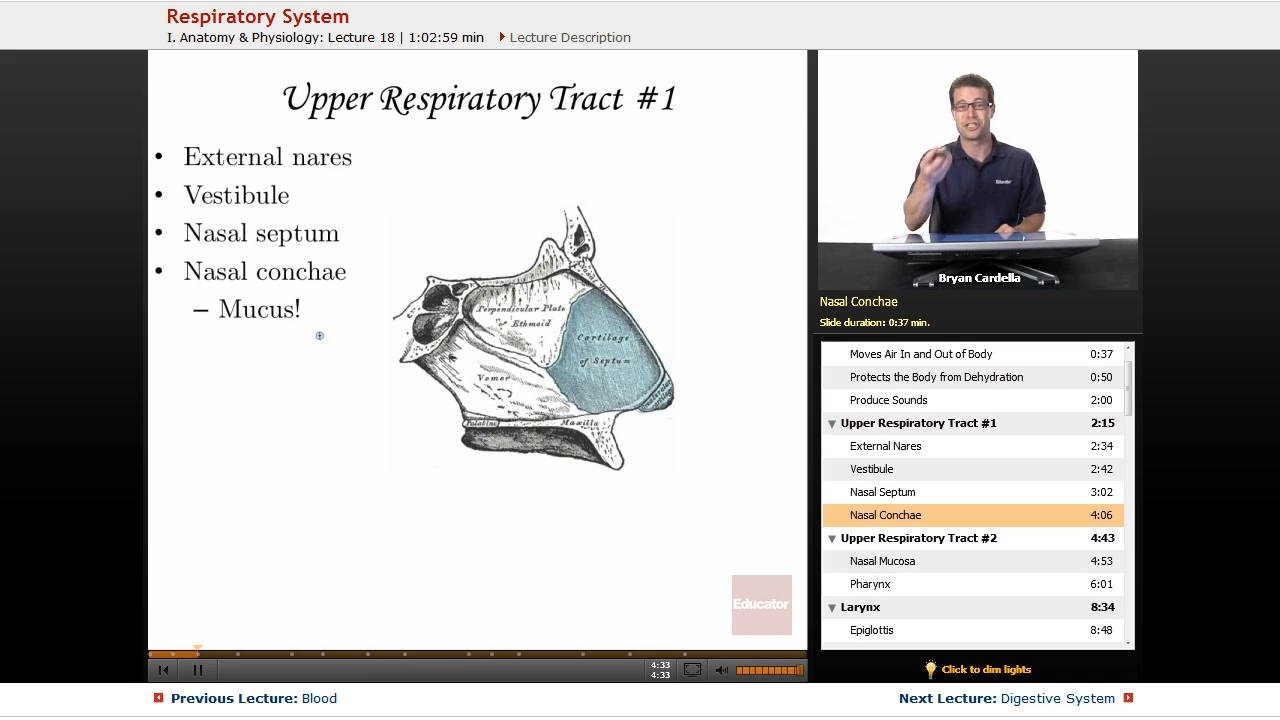 Respiratory System
I. Anatomy & Physiology: Lecture 18 | 1:02:59 min
Lecture Description
Upper Respiratory Tract #1
• External nares
• Vestibule
• Nasal septum
• Nasal conchae
– Mucus!
Perpendicular Plate
of Ethmoid
Cartilage
of Septum
Vomer
Palatine
Maxilla
Educator
4:33
4:33
Educator
Bryan Cardella
Nasal Conchae
Slide duration: 0:37 min.
Moves Air In and Out of Body 0:37
Protects the Body from Dehydration 0:50
Produce Sounds 2:00
Upper Respiratory Tract #1 2:15
External Nares 2:34
Vestibule 2:42
Nasal Septum 3:02
Nasal Conchae 4:06
Upper Respiratory Tract #2 4:43
Nasal Mucosa 4:53
Pharynx 6:01
Larynx 8:34
Epiglottis 8:48
Click to dim lights
Previous Lecture: Blood
Next Lecture: Digestive System